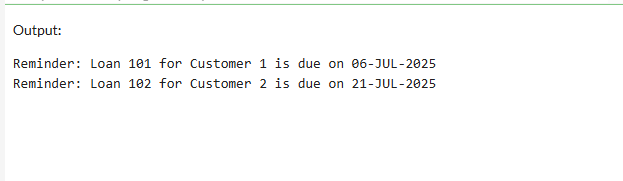 Output:
Reminder: Loan 101 for Customer 1 is due on 06-JUL-2025
Reminder: Loan 102 for Customer 2 is due on 21-JUL-2025